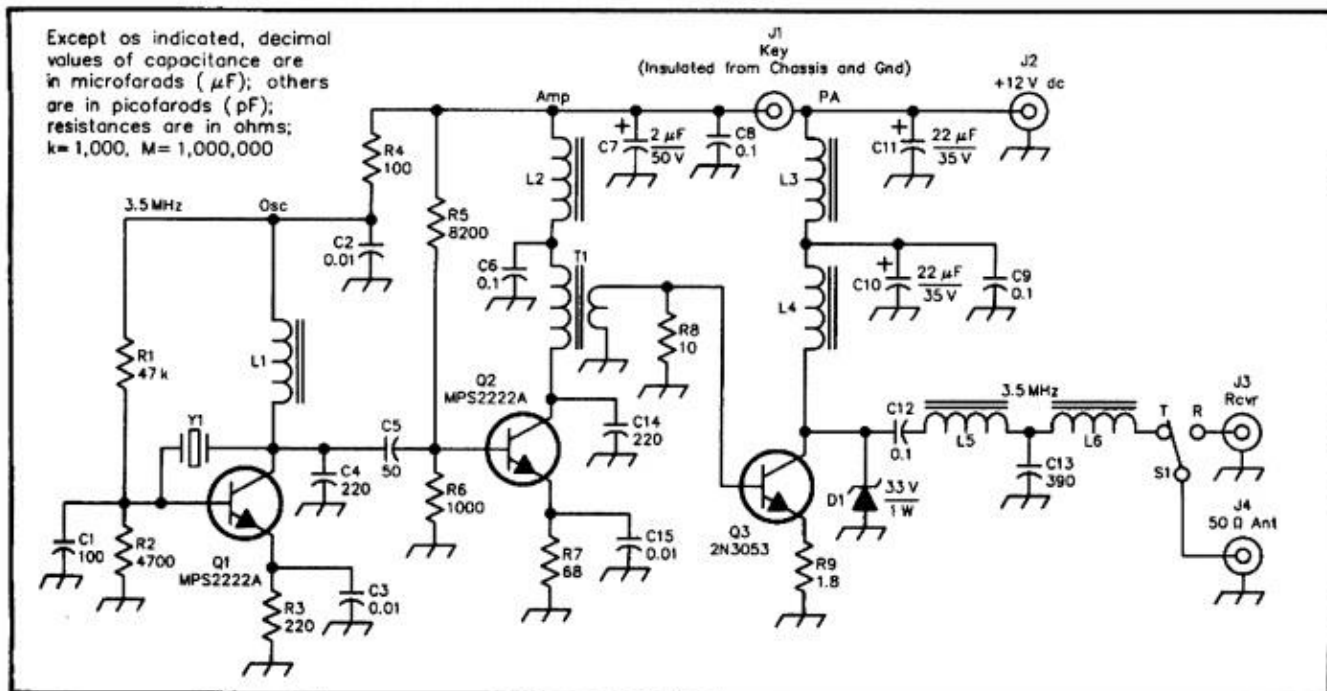 Except as indicated, decimal
values of capacitance are
in microfarads ( µF); others
are in picofarads ( pF);
resistances are in ohms;
k= 1,000, M= 1,000,000
J1
Key
(Insulated from Chassis and Gnd)
J2
+12 V dc
Amp
PA
R4
100
C7
2 µF
50 V
C8
0.1
C11
22 µF
35 V
L2
L3
3.5 MHz
Osc
R5
8200
C2
0.01
C6
0.1
T1
C10
22 µF
35 V
C9
0.1
L4
R8
10
R1
47 k
L1
Q2
MPS2222A
Y1
C5
50
C14
220
C12
0.1
3.5 MHz
L5
L6
T
R
J3
Rcvr
C4
220
R6
1000
C13
390
S1
D1
33 V
1 W
J4
50 Ω Ant
C1
100
R2
4700
Q1
MPS2222A
C3
0.01
R3
220
R7
68
C15
0.01
Q3
2N3053
R9
1.8
+
+